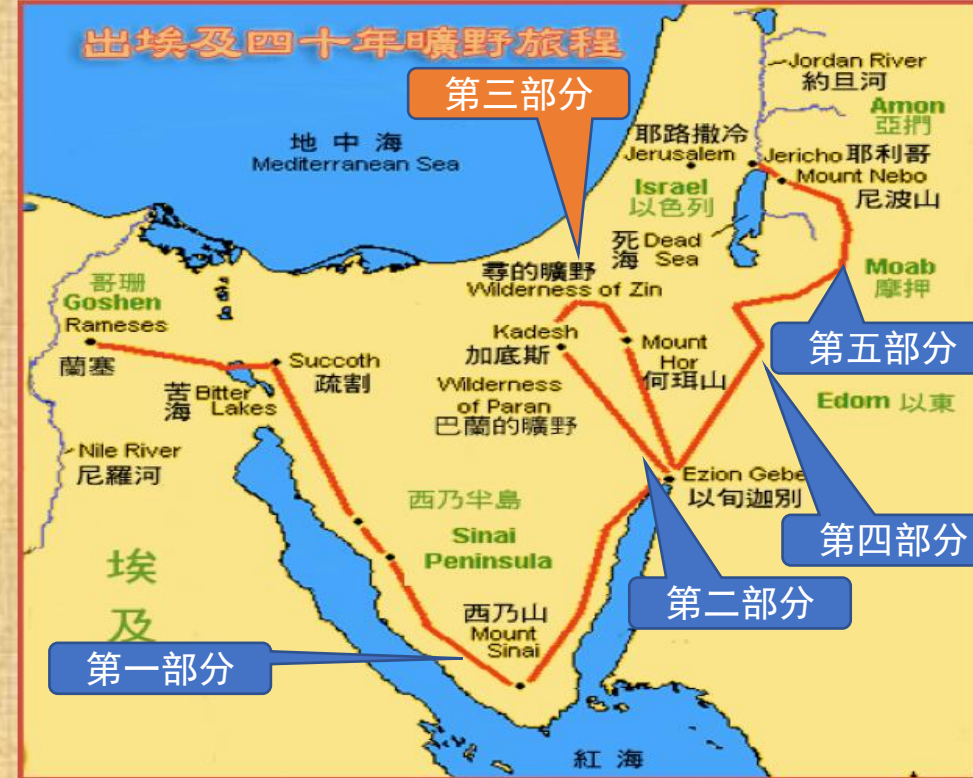 出埃及四十年曠野旅程
第三部分
Jordan River
約旦河
Amon
亞捫
地中海
Mediterranean Sea
耶路撒冷
Jerusalem
Jericho 耶利哥
Mount Nebo
尼波山
Israel
以色列
死海
Dead
Sea
Moab
摩押
哥珊
Goshen
Rameses
蘭塞
尋的曠野
Wilderness of Zin
Kadesh
加底斯
Mount
Hor
何珥山
第五部分
Succoth
疏割
苦海
Bitter
Lakes
Wilderness
of Paran
巴蘭的曠野
Edom 以東
Nile River
尼羅河
Ezion Gebe
以旬迦別
西乃半島
Sinai
Peninsula
第四部分
埃及
第二部分
西乃山
Mount
Sinai
第一部分
紅海